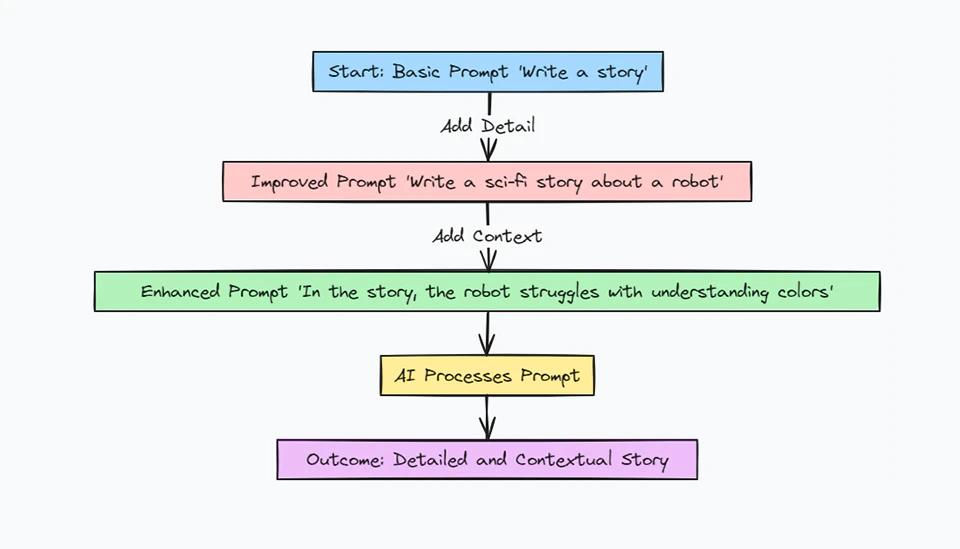 Start: Basic Prompt 'Write a story'
Add Detail
Improved Prompt 'Write a sci-fi story about a robot'
Add Context
Enhanced Prompt 'In the story, the robot struggles with understanding colors'
AI Processes Prompt
Outcome: Detailed and Contextual Story